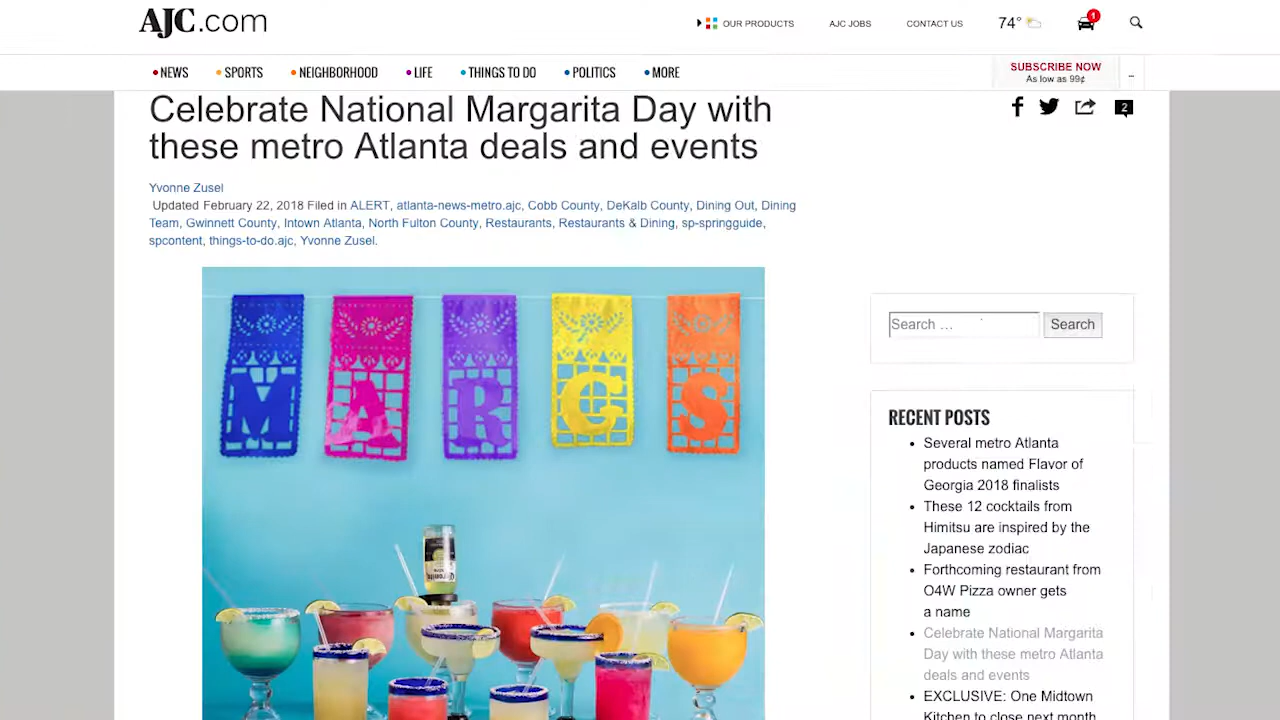 AJC.com
OUR PRODUCTS
AJC JOBS
CONTACT US
74°
1
NEWS
SPORTS
NEIGHBORHOOD
LIFE
THINGS TO DO
POLITICS
MORE
SUBSCRIBE NOW
As low as 99¢
...
Celebrate National Margarita Day with
these metro Atlanta deals and events
2
Yvonne Zusel
Updated February 22, 2018 Filed in ALERT, atlanta-news-metro.ajc, Cobb County, DeKalb County, Dining Out, Dining
Team, Gwinnett County, Intown Atlanta, North Fulton County, Restaurants, Restaurants & Dining, sp-springguide,
spcontent, things-to-do.ajc, Yvonne Zusel.
MARGS
Search …
Search
RECENT POSTS
Several metro Atlanta
products named Flavor of
Georgia 2018 finalists
These 12 cocktails from
Himitsu are inspired by the
Japanese zodiac
Forthcoming restaurant from
O4W Pizza owner gets
a name
Celebrate National Margarita
Day with these metro Atlanta
deals and events
EXCLUSIVE: One Midtown
Kitchen to close next month